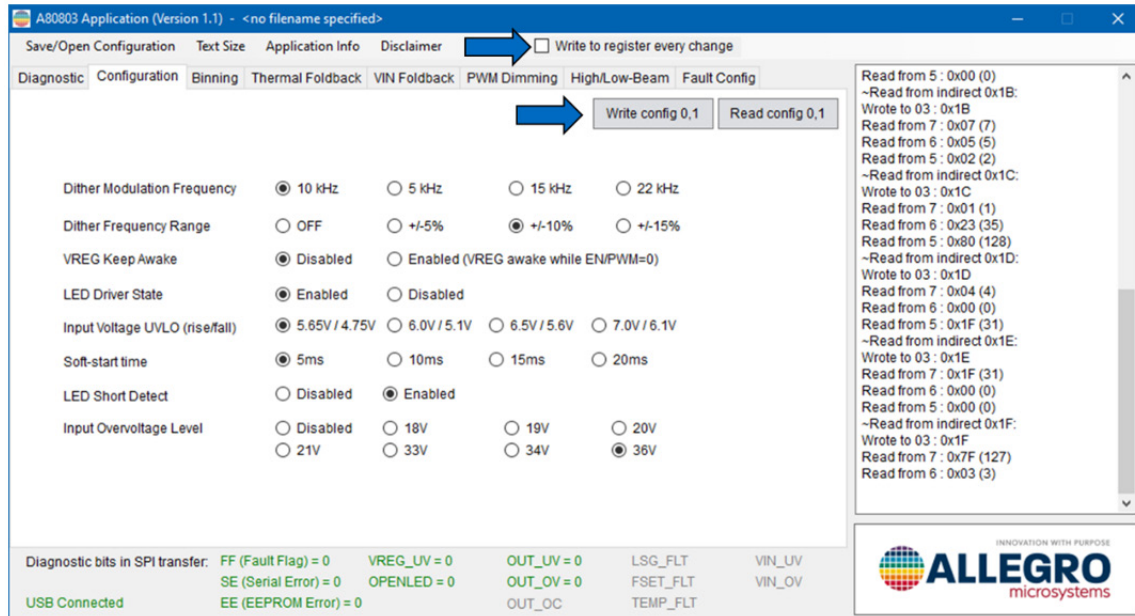 A80803 Application (Version 1.1) - <no filename specified>
Save/Open Configuration Text Size Application Info Disclaimer Write to register every change
Diagnostic Configuration Binning Thermal Foldback VIN Foldback PWM Dimming High/Low-Beam Fault Config
Write config 0,1 Read config 0,1
Dither Modulation Frequency 10 kHz 5 kHz 15 kHz 22 kHz
Dither Frequency Range OFF +/-5% +/-10% +/-15%
VREG Keep Awake Disabled Enabled (VREG awake while EN/PWM=0)
LED Driver State Enabled Disabled
Input Voltage UVLO (rise/fall) 5.65V / 4.75V 6.0V / 5.1V 6.5V / 5.6V 7.0V / 6.1V
Soft-start time 5ms 10ms 15ms 20ms
LED Short Detect Disabled Enabled
Input Overvoltage Level Disabled 18V 19V 20V
21V 33V 34V 36V
Read from 5 : 0x00 (0)
~Read from indirect 0x1B:
Wrote to 03 : 0x1B
Read from 7 : 0x07 (7)
Read from 6 : 0x05 (5)
Read from 5 : 0x02 (2)
~Read from indirect 0x1C:
Wrote to 03 : 0x1C
Read from 7 : 0x01 (1)
Read from 6 : 0x23 (35)
Read from 5 : 0x80 (128)
~Read from indirect 0x1D:
Wrote to 03 : 0x1D
Read from 7 : 0x04 (4)
Read from 6 : 0x00 (0)
Read from 5 : 0x1F (31)
~Read from indirect 0x1E:
Wrote to 03 : 0x1E
Read from 7 : 0x1F (31)
Read from 6 : 0x00 (0)
Read from 5 : 0x00 (0)
~Read from indirect 0x1F:
Wrote to 03 : 0x1F
Read from 7 : 0x7F (127)
Read from 6 : 0x03 (3)
Diagnostic bits in SPI transfer: FF (Fault Flag) = 0 VREG_UV = 0 OUT_UV = 0 LSG_FLT VIN_UV
SE (Serial Error) = 0 OPENLED = 0 OUT_OV = 0 FSET_FLT VIN_OV
USB Connected EE (EEPROM Error) = 0 OUT_OC TEMP_FLT
INNOVATION WITH PURPOSE
ALLEGRO
microsystems